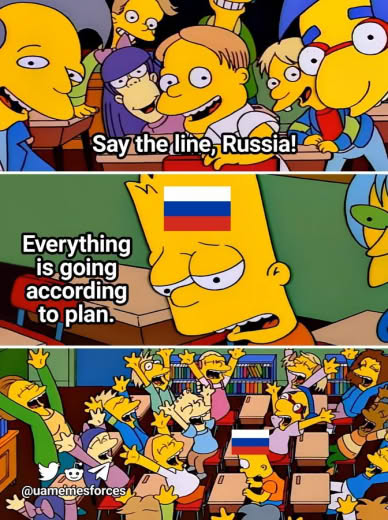 Say the line, Russia!
Everything
is going
according
to plan.
@uamemesforces